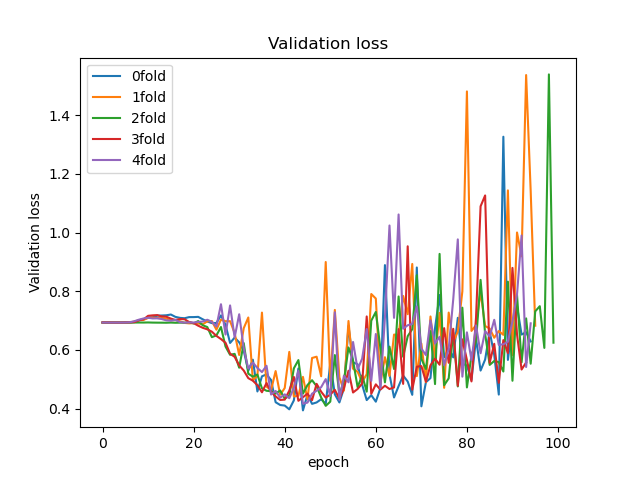 Validation loss
0fold
1fold
2fold
3fold
4fold
Validation loss
1.4
1.2
1.0
0.8
0.6
0.4
0 20 40 60 80 100
epoch